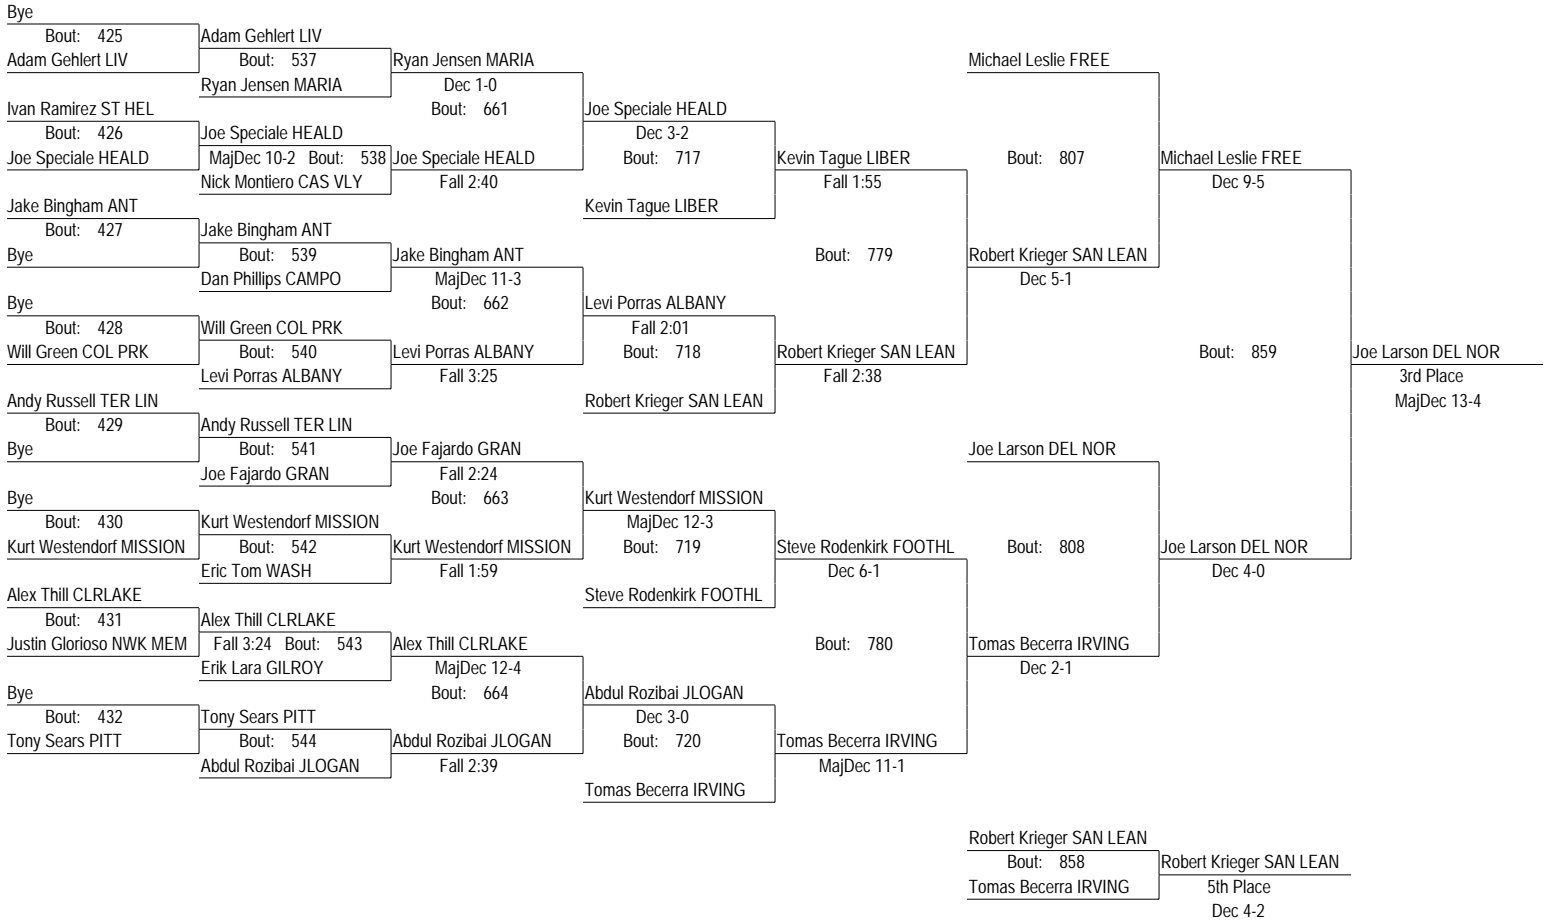 Bye
Bout: 425
Adam Gehlert LIV
Adam Gehlert LIV
Bout: 537
Ryan Jensen MARIA
Ryan Jensen MARIA
Dec 1-0
Bout: 661
Ivan Ramirez ST HEL
Bout: 426
Joe Speciale HEALD
Joe Speciale HEALD
MajDec 10-2 Bout: 538
Nick Montiero CAS VLY
Joe Speciale HEALD
Fall 2:40
Joe Speciale HEALD
Dec 3-2
Bout: 717
Kevin Tague LIBER
Kevin Tague LIBER
Fall 1:55
Jake Bingham ANT
Bout: 427
Bye
Jake Bingham ANT
Bout: 539
Dan Phillips CAMPO
Jake Bingham ANT
MajDec 11-3
Bout: 662
Bye
Bout: 428
Will Green COL PRK
Will Green COL PRK
Bout: 540
Levi Porras ALBANY
Levi Porras ALBANY
Fall 3:25
Levi Porras ALBANY
Fall 2:01
Bout: 718
Robert Krieger SAN LEAN
Robert Krieger SAN LEAN
Fall 2:38
Bout: 779
Michael Leslie FREE
Bout: 807
Robert Krieger SAN LEAN
Dec 5-1
Michael Leslie FREE
Dec 9-5
Andy Russell TER LIN
Bout: 429
Bye
Andy Russell TER LIN
Bout: 541
Joe Fajardo GRAN
Joe Fajardo GRAN
Fall 2:24
Bout: 663
Bye
Bout: 430
Kurt Westendorf MISSION
Kurt Westendorf MISSION
Bout: 542
Eric Tom WASH
Kurt Westendorf MISSION
Fall 1:59
Kurt Westendorf MISSION
MajDec 12-3
Bout: 719
Steve Rodenkirk FOOTHL
Steve Rodenkirk FOOTHL
Dec 6-1
Alex Thill CLRLAKE
Bout: 431
Justin Glorioso NWK MEM
Alex Thill CLRLAKE
Fall 3:24 Bout: 543
Erik Lara GILROY
Alex Thill CLRLAKE
MajDec 12-4
Bout: 664
Bye
Bout: 432
Tony Sears PITT
Tony Sears PITT
Bout: 544
Abdul Rozibai JLOGAN
Abdul Rozibai JLOGAN
Fall 2:39
Abdul Rozibai JLOGAN
Dec 3-0
Bout: 720
Tomas Becerra IRVING
Tomas Becerra IRVING
MajDec 11-1
Bout: 780
Joe Larson DEL NOR
Bout: 808
Tomas Becerra IRVING
Dec 2-1
Joe Larson DEL NOR
Dec 4-0
Bout: 859
Joe Larson DEL NOR
3rd Place
MajDec 13-4
Robert Krieger SAN LEAN
Bout: 858
Tomas Becerra IRVING
Robert Krieger SAN LEAN
5th Place
Dec 4-2